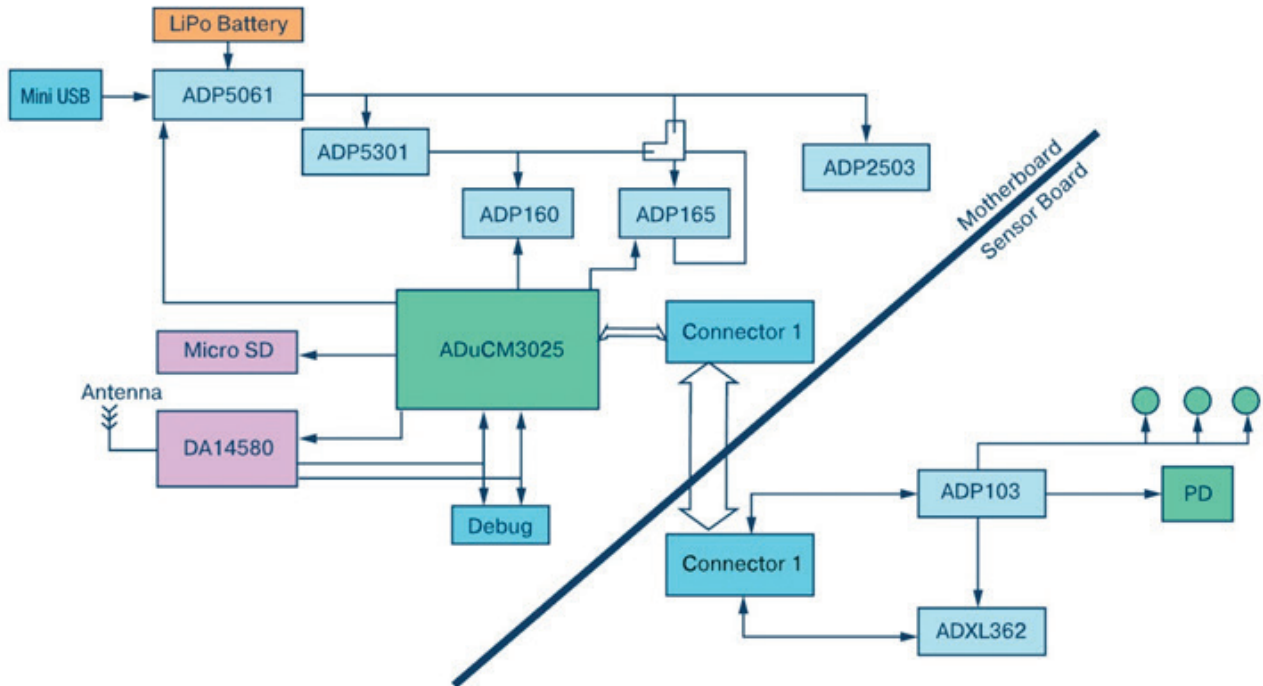 LiPo Battery
Mini USB
ADP5061
ADP5301
ADP2503
ADP160
ADP165
Motherboard
Sensor Board
ADuCM3025
Connector 1
Micro SD
Antenna
DA14580
Debug
ADP103
PD
Connector 1
ADXL362